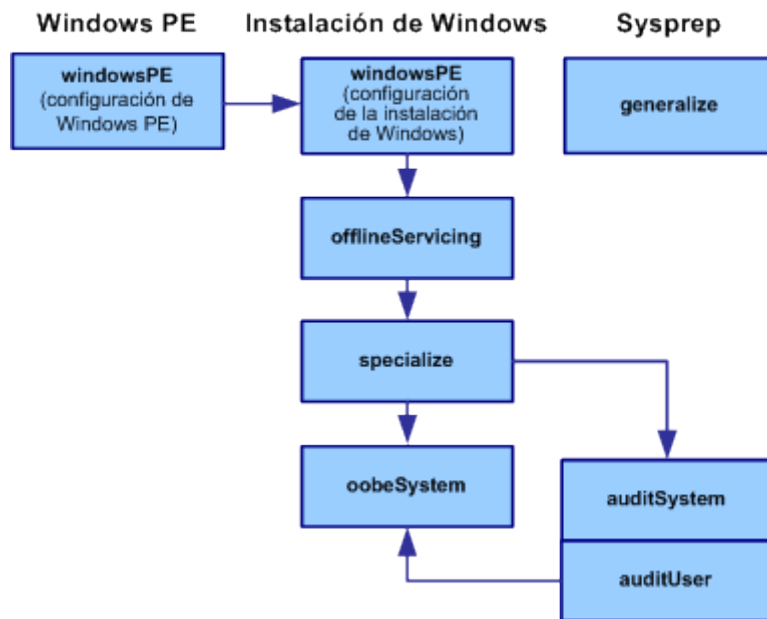 Windows PE
Instalación de Windows
Sysprep
windowsPE
(configuración de
Windows PE)
windowsPE
(configuración
de la instalación
de Windows)
generalize
offlineServicing
specialize
oobeSystem
auditSystem
auditUser